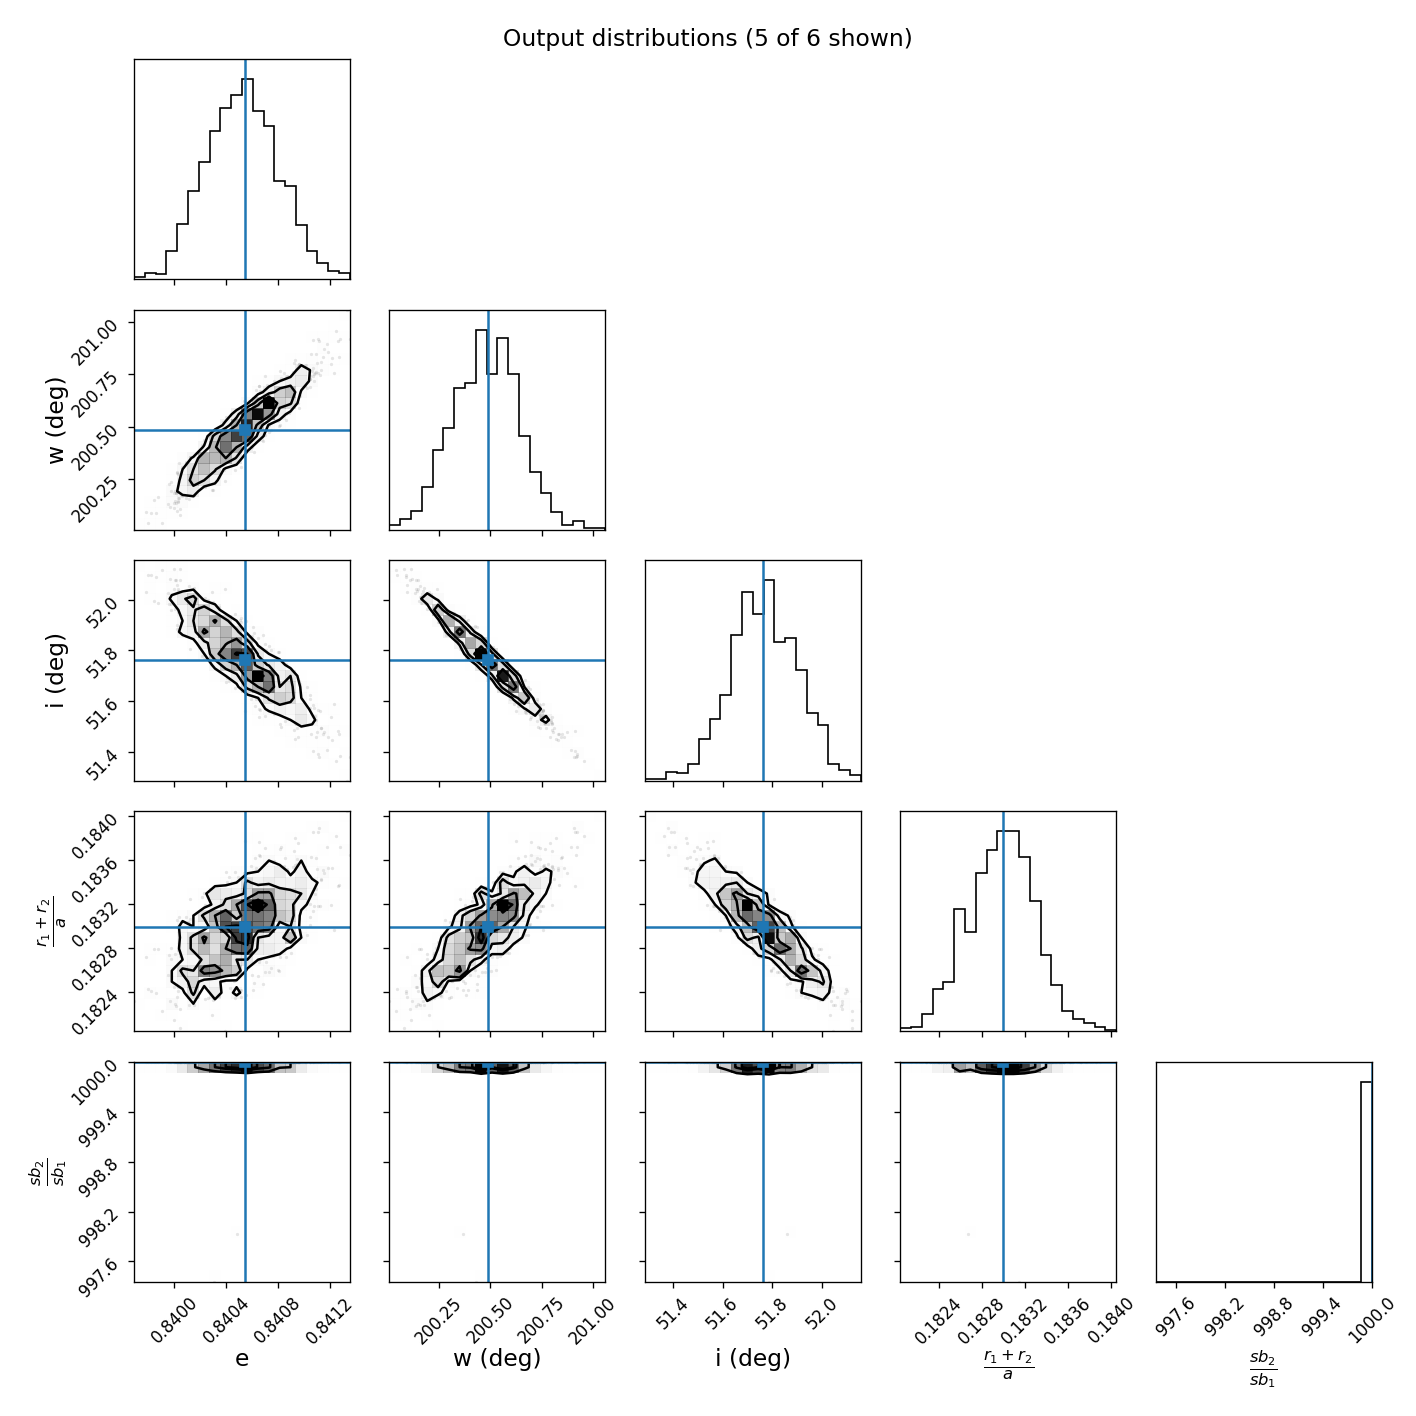 Output distributions (5 of 6 shown)
w (deg)
201.00
200.75
200.50
200.25
i (deg)
52.0
51.8
51.6
51.4
r₁ + r₂
a
0.1840
0.1836
0.1832
0.1828
0.1824
sb₂
sb₁
1000.0
999.4
998.8
998.2
997.6
0.8400 0.8404 0.8408 0.8412
e
200.25 200.50 200.75 201.00
w (deg)
51.4 51.6 51.8 52.0
i (deg)
0.1824 0.1828 0.1832 0.1836 0.1840
r₁ + r₂
a
997.6 998.2 998.8 999.4 1000.0
sb₂
sb₁